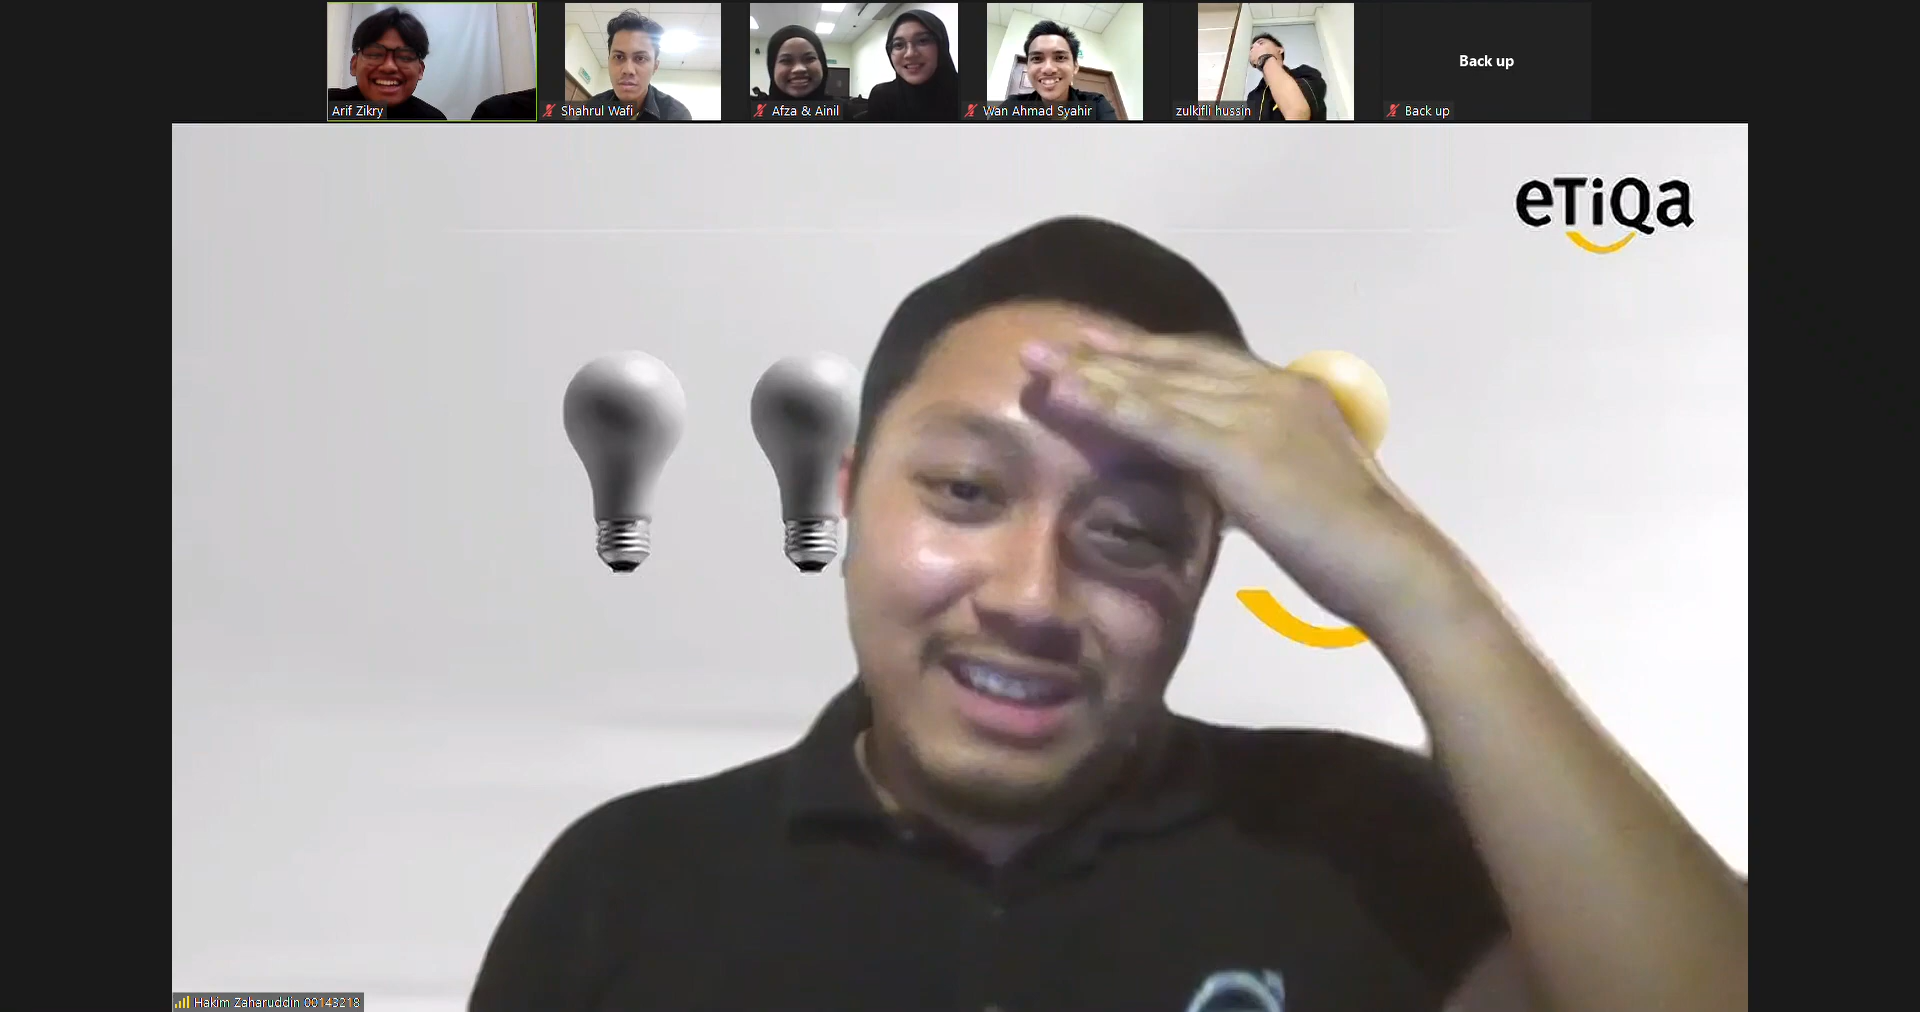 Arif Zikry
Shahrul Wafi
Afza & Ainil
Wan Ahmad Syahir
zulkifli hussin
Back up
Back up
eTiQa
Hakim Zaharuddin 00143218